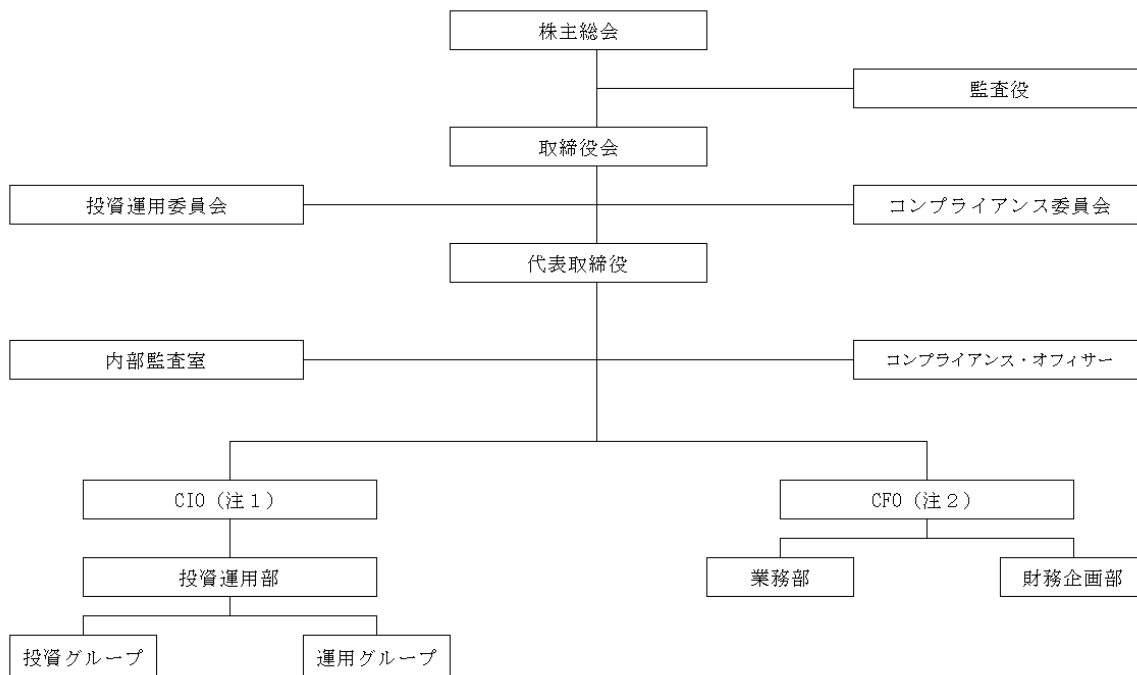 株主総会
監査役
取締役会
投資運用委員会
コンプライアンス委員会
代表取締役
内部監査室
コンプライアンス・オフィサー
CIO（注１）
CFO（注２）
投資運用部
業務部
財務企画部
投資グループ
運用グループ